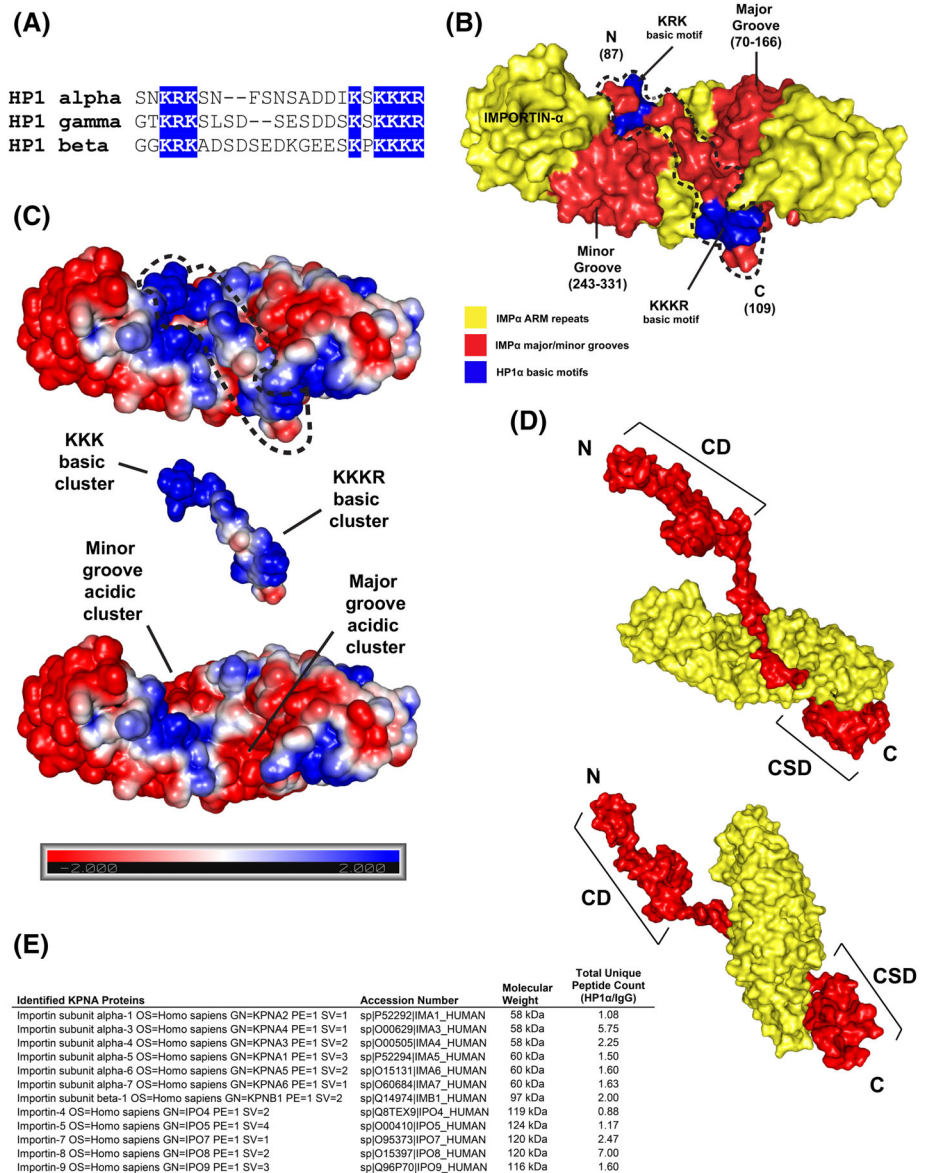 (A)
HP1 alpha SNKRKSN--FSNSADDIKSKKKR
HP1 gamma GTKRKSLSD--SESDDSKSKKKR
HP1 beta GGKRKADSDSEDKGEESKPKKKR
(B)
N
(87)
KRK
basic motif
Major
Groove
(70-166)
IMPORTIN-α
Minor
Groove
(243-331)
KKKR
basic motif
C
(109)
IMPα ARM repeats
IMPα major/minor grooves
HP1α basic motifs
(C)
KKK
basic
cluster
KKKR
basic
cluster
Minor
groove
acidic
cluster
Major
groove
acidic
cluster
-2.000 2.000
(D)
N
CD
CSD
C
N
CD
CSD
C
(E)
Identified KPNA Proteins Accession Number Molecular Weight Total Unique Peptide Count (HP1α/IgG)
Importin subunit alpha-1 OS=Homo sapiens GN=KPNA2 PE=1 SV=1 sp|P52292|IMA1_HUMAN 58 kDa 1.08
Importin subunit alpha-3 OS=Homo sapiens GN=KPNA4 PE=1 SV=1 sp|O00629|IMA3_HUMAN 58 kDa 5.75
Importin subunit alpha-4 OS=Homo sapiens GN=KPNA3 PE=1 SV=2 sp|O00505|IMA4_HUMAN 58 kDa 2.25
Importin subunit alpha-5 OS=Homo sapiens GN=KPNA1 PE=1 SV=3 sp|P52294|IMA5_HUMAN 60 kDa 1.50
Importin subunit alpha-6 OS=Homo sapiens GN=KPNA5 PE=1 SV=2 sp|O15131|IMA6_HUMAN 60 kDa 1.60
Importin subunit alpha-7 OS=Homo sapiens GN=KPNA6 PE=1 SV=1 sp|O60684|IMA7_HUMAN 60 kDa 1.63
Importin subunit beta-1 OS=Homo sapiens GN=KPNB1 PE=1 SV=2 sp|Q14974|IMB1_HUMAN 97 kDa 2.00
Importin-4 OS=Homo sapiens GN=IPO4 PE=1 SV=2 sp|Q8TEX9|IPO4_HUMAN 119 kDa 0.88
Importin-5 OS=Homo sapiens GN=IPO5 PE=1 SV=4 sp|O00410|IPO5_HUMAN 124 kDa 1.17
Importin-7 OS=Homo sapiens GN=IPO7 PE=1 SV=1 sp|O95373|IPO7_HUMAN 120 kDa 2.47
Importin-8 OS=Homo sapiens GN=IPO8 PE=1 SV=2 sp|O15397|IPO8_HUMAN 120 kDa 7.00
Importin-9 OS=Homo sapiens GN=IPO9 PE=1 SV=3 sp|Q96P70|IPO9_HUMAN 116 kDa 1.60